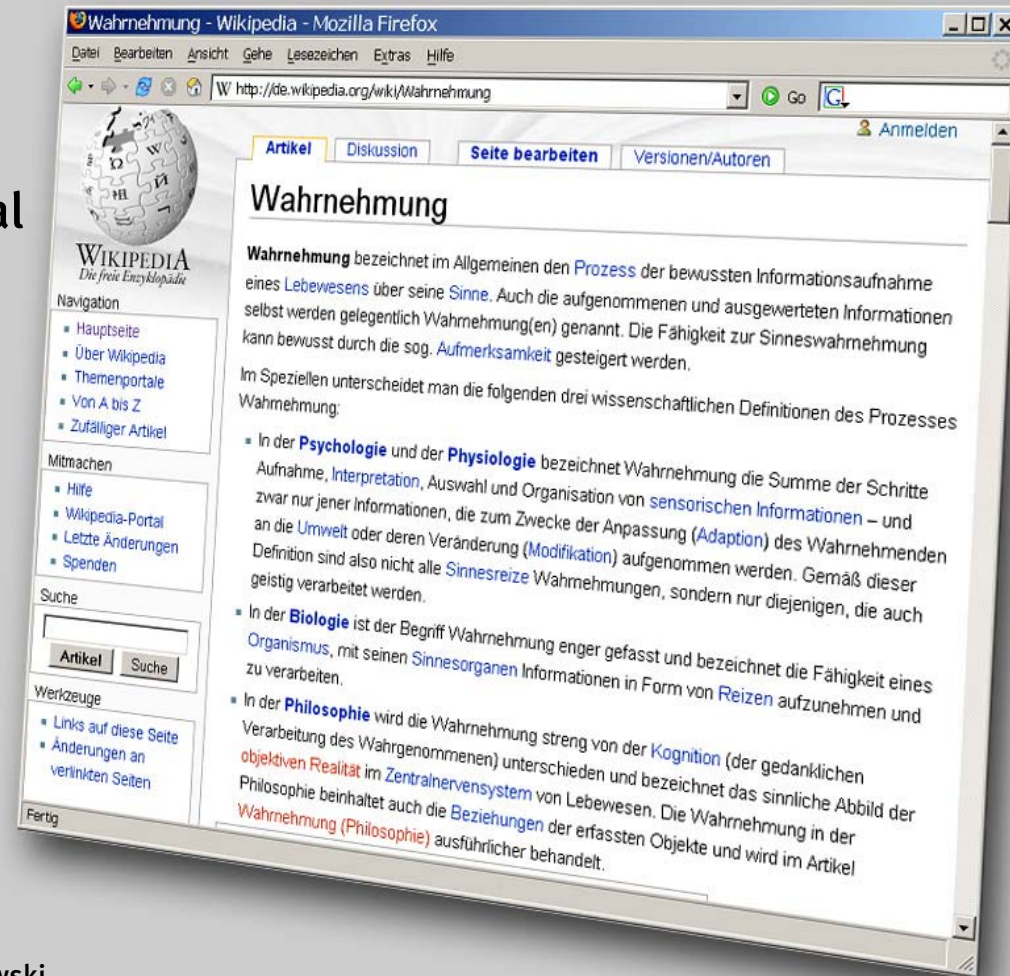 Wahrnehmung - Wikipedia - Mozilla Firefox
Datei Bearbeiten Ansicht Gehe Lesezeichen Extras Hilfe
http://de.wikipedia.org/wiki/Wahrnehmung
Go
Anmelden
Artikel Diskussion Seite bearbeiten Versionen/Autoren
al
WIKIPEDIA
Die freie Enzyklopädie
Navigation
Hauptseite
Über Wikipedia
Themenportale
Von A bis Z
Zufälliger Artikel
Mitmachen
Hilfe
Wikipedia-Portal
Letzte Änderungen
Spenden
Suche
Artikel Suche
Werkzeuge
Links auf diese Seite
Änderungen an
verlinkten Seiten
Wahrnehmung
Wahrnehmung bezeichnet im Allgemeinen den Prozess der bewussten Informationsaufnahme
eines Lebewesens über seine Sinne. Auch die aufgenommenen und ausgewerteten Informationen
selbst werden gelegentlich Wahrnehmung(en) genannt. Die Fähigkeit zur Sinneswahrnehmung
kann bewusst durch die sog. Aufmerksamkeit gesteigert werden.
Im Speziellen unterscheidet man die folgenden drei wissenschaftlichen Definitionen des Prozesses
Wahrnehmung:
In der Psychologie und der Physiologie bezeichnet Wahrnehmung die Summe der Schritte
Aufnahme, Interpretation, Auswahl und Organisation von sensorischen Informationen – und
zwar nur jener Informationen, die zum Zwecke der Anpassung (Adaption) des Wahrnehmenden
an die Umwelt oder deren Veränderung (Modifikation) aufgenommen werden. Gemäß dieser
Definition sind also nicht alle Sinnesreize Wahrnehmungen, sondern nur diejenigen, die auch
geistig verarbeitet werden.
In der Biologie ist der Begriff Wahrnehmung enger gefasst und bezeichnet die Fähigkeit eines
Organismus, mit seinen Sinnesorganen Informationen in Form von Reizen aufzunehmen und
zu verarbeiten.
In der Philosophie wird die Wahrnehmung streng von der Kognition (der gedanklichen
Verarbeitung des Wahrgenommenen) unterschieden und bezeichnet das sinnliche Abbild der
objektiven Realität im Zentralnervensystem von Lebewesen. Die Wahrnehmung in der
Philosophie beinhaltet auch die Beziehungen der erfassten Objekte und wird im Artikel
Wahrnehmung (Philosophie) ausführlicher behandelt.
Fertig
wski